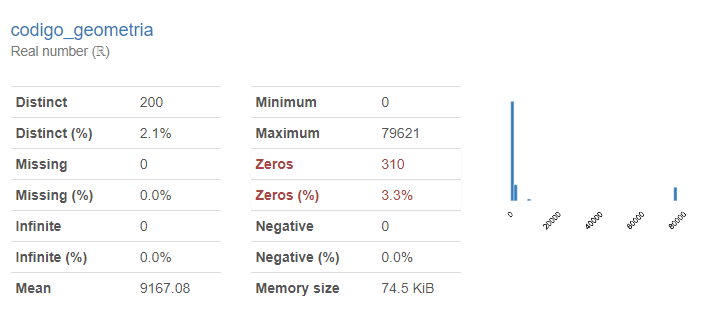 codigo_geometria
Real number (ℝ)
Distinct 200
Distinct (%) 2.1%
Missing 0
Missing (%) 0.0%
Infinite 0
Infinite (%) 0.0%
Mean 9167.08
Minimum 0
Maximum 79621
Zeros 310
Zeros (%) 3.3%
Negative 0
Negative (%) 0.0%
Memory size 74.5 KiB
0
20000
40000
60000
80000